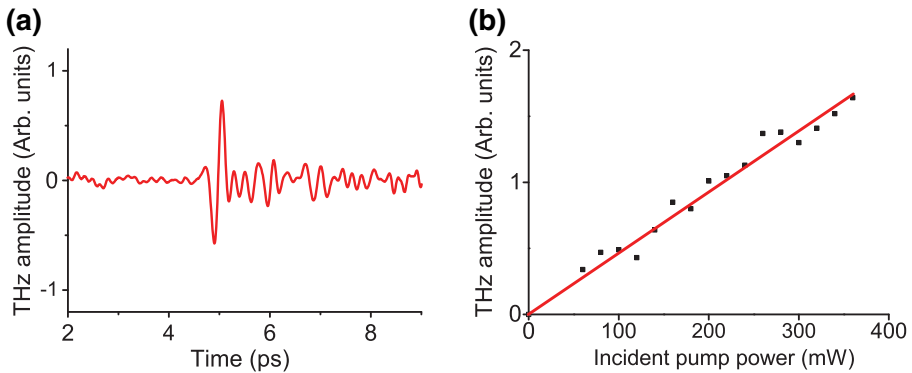 (a)
THz amplitude (Arb. units)
1
0
-1
2
4
6
8
Time (ps)
(b)
THz amplitude (Arb. units)
2
1
0
0
100
200
300
400
Incident pump power (mW)